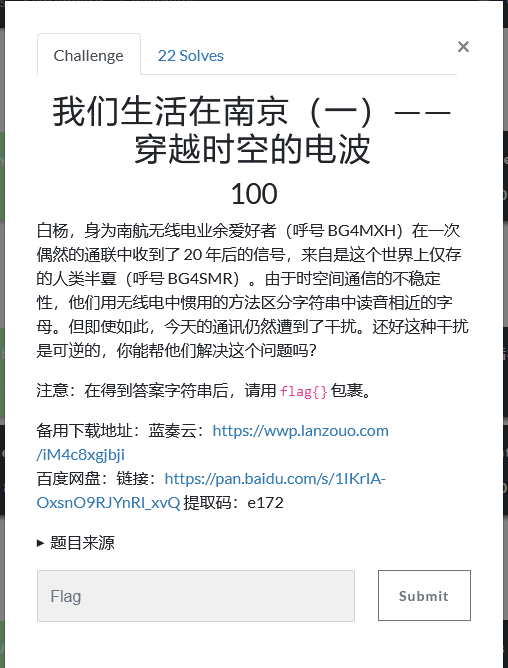 Challenge
22 Solves
×
我们生活在南京（一）——
穿越时空的电波
100
白杨，身为南航无线电业余爱好者（呼号 BG4MXH）在一次
偶然的通联中收到了 20 年后的信号，来自是这个世界上仅存
的人类半夏（呼号 BG4SMR）。由于时空间通信的不稳定
性，他们用无线电中惯用的方法区分字符串中读音相近的字
母。但即使如此，今天的通讯仍然遭到了干扰。还好这种干扰
是可逆的，你能帮他们解决这个问题吗？
注意：在得到答案字符串后，请用 flag{} 包裹。
备用下载地址：蓝奏云：https://wwp.lanzouo.com
/iM4c8xgjbji
百度网盘：链接：https://pan.baidu.com/s/1IKrIA-
OxsnO9RJYnRl_xvQ 提取码：e172
▸ 题目来源
Flag
Submit